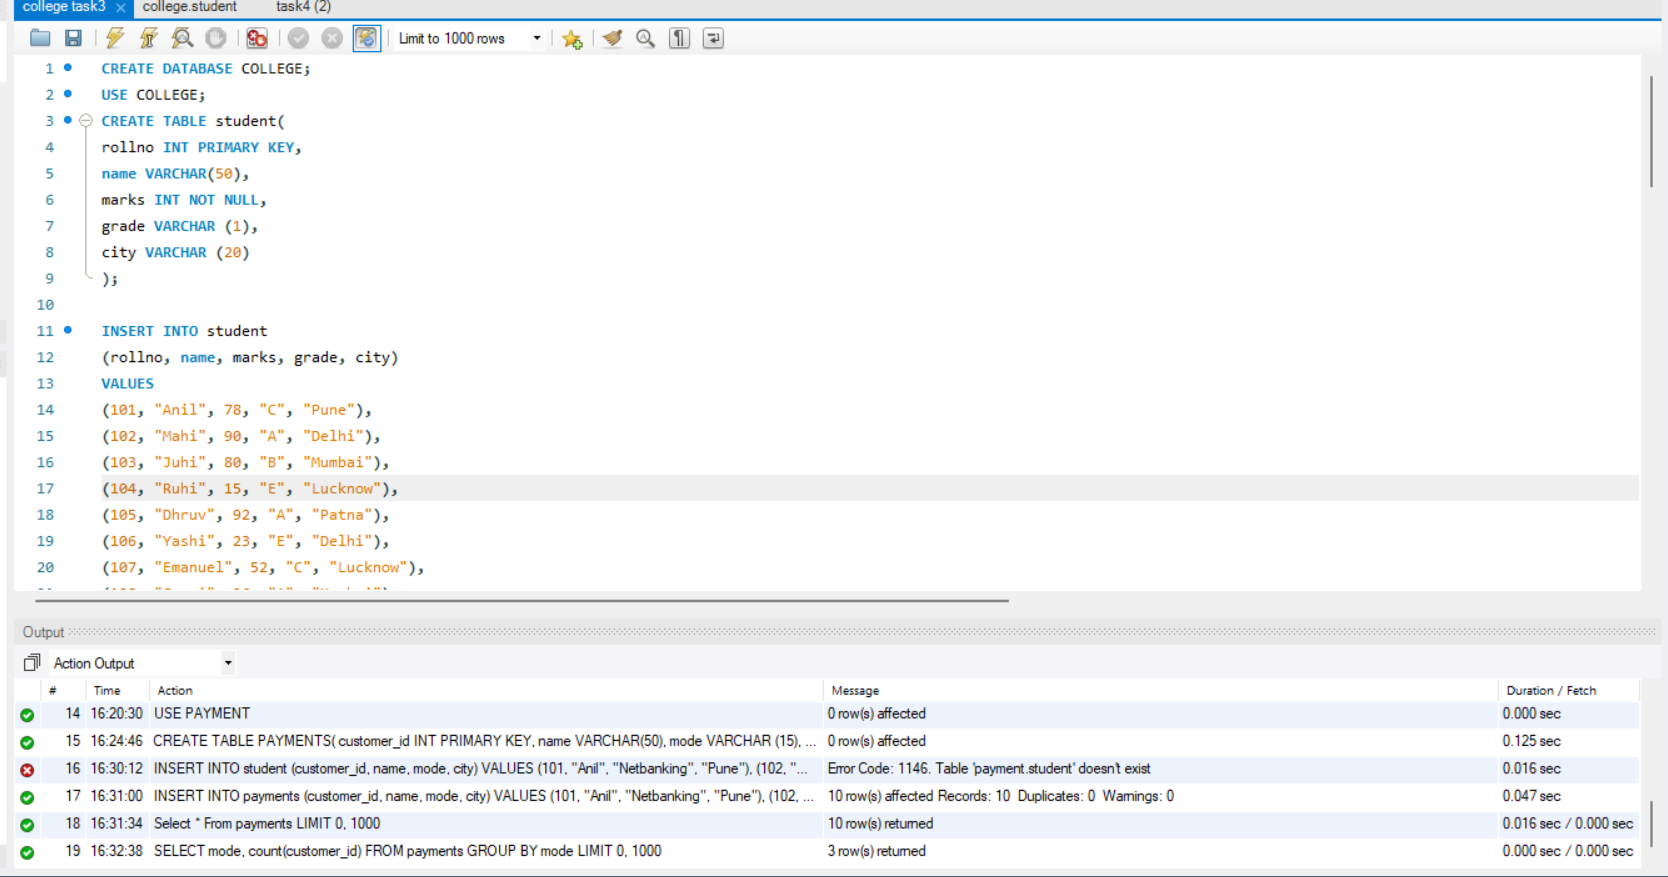 college task3 college.student task4 (2)
Limit to 1000 rows
1 CREATE DATABASE COLLEGE;
2 USE COLLEGE;
3 CREATE TABLE student(
4 rollno INT PRIMARY KEY,
5 name VARCHAR(50),
6 marks INT NOT NULL,
7 grade VARCHAR (1),
8 city VARCHAR (20)
9 );
10
11 INSERT INTO student
12 (rollno, name, marks, grade, city)
13 VALUES
14 (101, "Anil", 78, "C", "Pune"),
15 (102, "Mahi", 90, "A", "Delhi"),
16 (103, "Juhi", 80, "B", "Mumbai"),
17 (104, "Ruhi", 15, "E", "Lucknow"),
18 (105, "Dhruv", 92, "A", "Patna"),
19 (106, "Yashi", 23, "E", "Delhi"),
20 (107, "Emanuel", 52, "C", "Lucknow"),
Output
Action Output
# Time Action Message Duration / Fetch
14 16:20:30 USE PAYMENT 0 row(s) affected 0.000 sec
15 16:24:46 CREATE TABLE PAYMENTS( customer_id INT PRIMARY KEY, name VARCHAR(50), mode VARCHAR (15), ... 0 row(s) affected 0.125 sec
16 16:30:12 INSERT INTO student (customer_id, name, mode, city) VALUES (101, "Anil", "Netbanking", "Pune"), (102, "... Error Code: 1146. Table 'payment.student' doesn't exist 0.016 sec
17 16:31:00 INSERT INTO payments (customer_id, name, mode, city) VALUES (101, "Anil", "Netbanking", "Pune"), (102, ... 10 row(s) affected Records: 10 Duplicates: 0 Warnings: 0 0.047 sec
18 16:31:34 Select * From payments LIMIT 0, 1000 10 row(s) returned 0.016 sec / 0.000 sec
19 16:32:38 SELECT mode, count(customer_id) FROM payments GROUP BY mode LIMIT 0, 1000 3 row(s) returned 0.000 sec / 0.000 sec